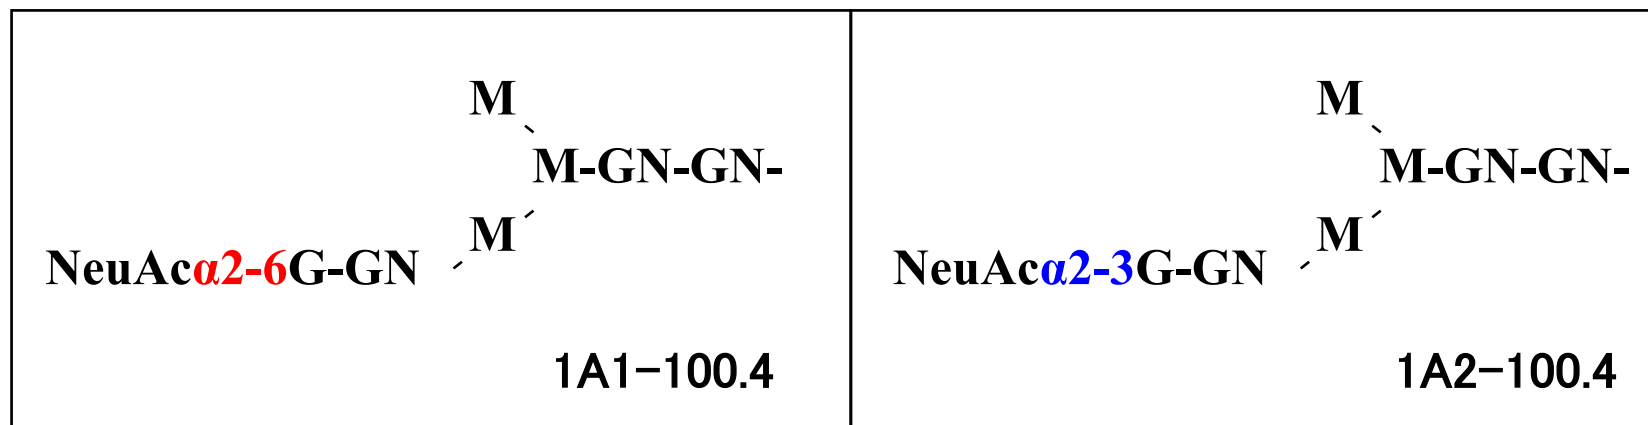 M
M-GN-GN-
M
NeuAcα2-6G-GN
1A1-100.4
M
M-GN-GN-
M
NeuAcα2-3G-GN
1A2-100.4